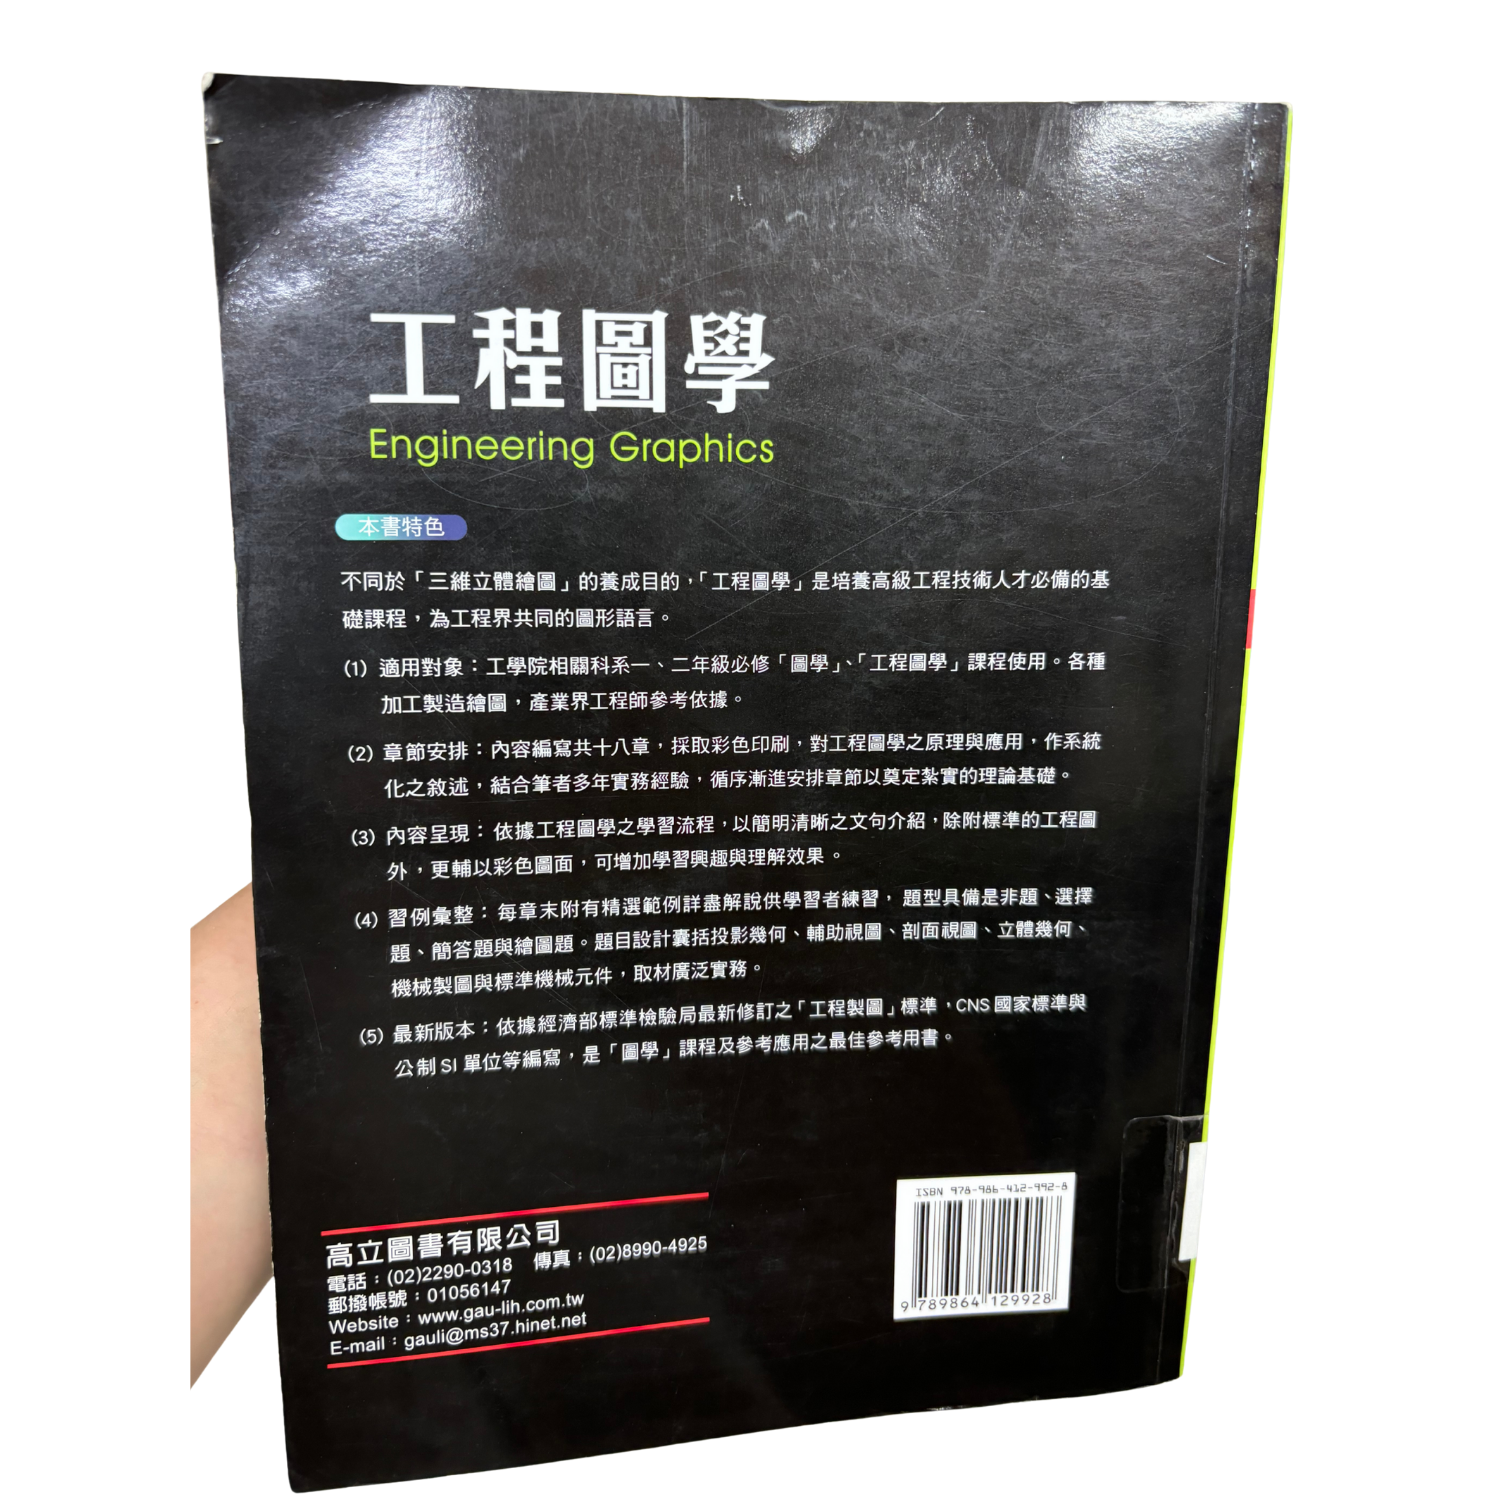 工程圖學
Engineering Graphics
本書特色
不同於「三維立體繪圖」的養成目的，「工程圖學」是培養高級工程技術人才必備的基
礎課程，為工程界共同的圖形語言。
(1) 適用對象：工學院相關科系一、二年級必修「圖學」、「工程圖學」課程使用。各種
加工製造繪圖，產業界工程師參考依據。
(2) 章節安排：內容編寫共十八章，採取彩色印刷，對工程圖學之原理與應用，作系統
化之敘述，結合筆者多年實務經驗，循序漸進安排章節以奠定紮實的理論基礎。
(3) 內容呈現：依據工程圖學之學習流程，以簡明清晰之文句介紹，除附標準的工程圖
外，更輔以彩色圖面，可增加學習興趣與理解效果。
(4) 習例彙整：每章末附有精選範例詳盡解說供學習者練習，題型具備是非題、選擇
題、簡答題與繪圖題。題目設計囊括投影幾何、輔助視圖、剖面視圖、立體幾何、
機械製圖與標準機械元件，取材廣泛實務。
(5) 最新版本：依據經濟部標準檢驗局最新修訂之「工程製圖」標準，CNS 國家標準與
公制 SI 單位等編寫，是「圖學」課程及參考應用之最佳參考用書。
高立圖書有限公司
電話：(02)2290-0318 傳真：(02)8990-4925
郵撥帳號：01056147
Website：www.gau-lih.com.tw
E-mail：gauli@ms37.hinet.net
ISBN 978-986-412-992-8
9 789864 129928